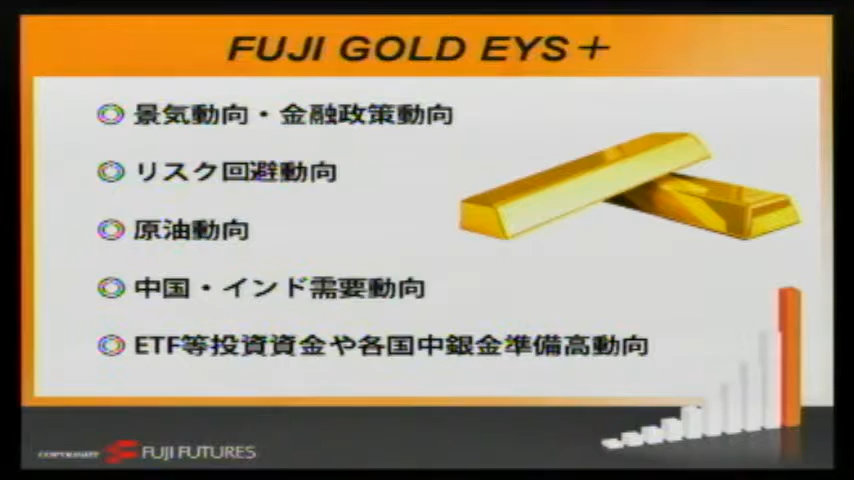 FUJI GOLD EYS＋
◎ 景気動向・金融政策動向
◎ リスク回避動向
◎ 原油動向
◎ 中国・インド需要動向
◎ ETF等投資資金や各国中銀金準備高動向
COPYRIGHT FUJI FUTURES